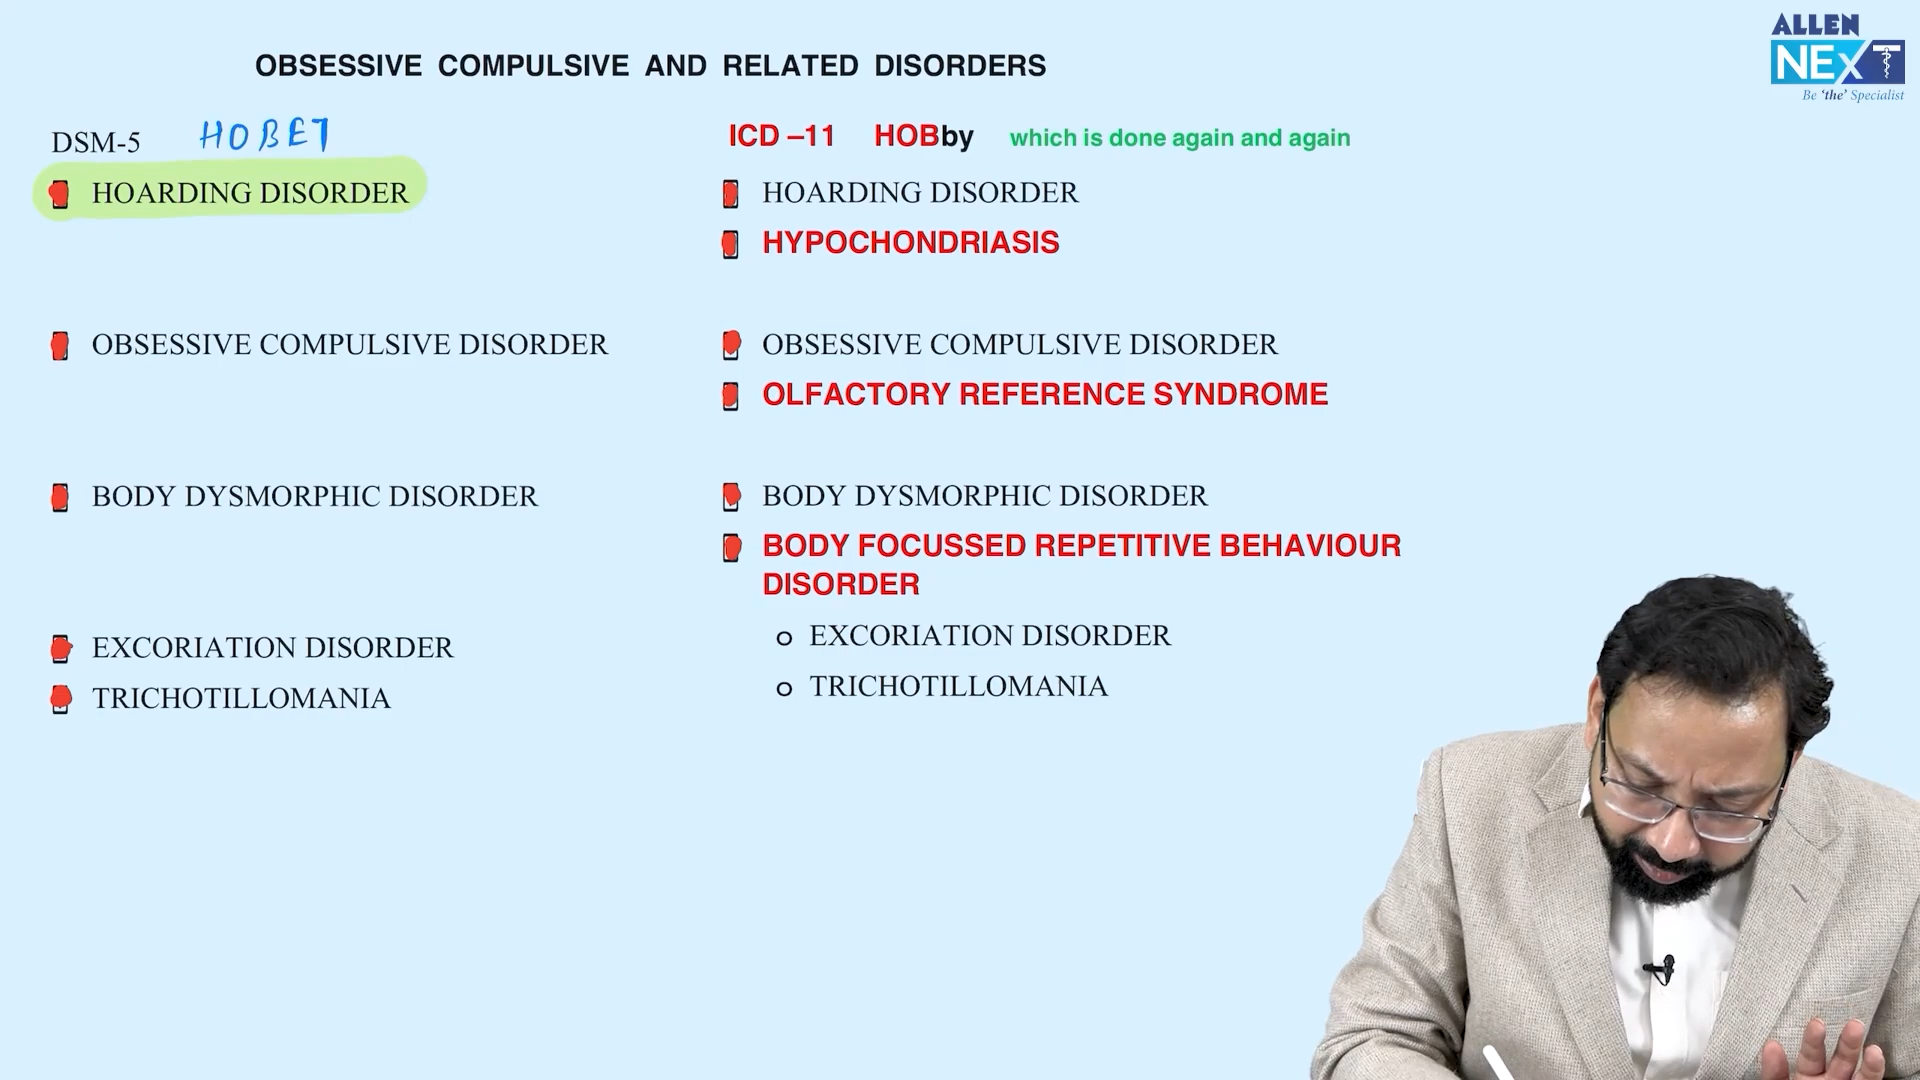 OBSESSIVE COMPULSIVE AND RELATED DISORDERS
ALLEN
NEXT
Be 'the' Specialist
DSM-5 HOBET
HOARDING DISORDER
OBSESSIVE COMPULSIVE DISORDER
BODY DYSMORPHIC DISORDER
EXCORIATION DISORDER
TRICHOTILLOMANIA
ICD –11 HOBby which is done again and again
HOARDING DISORDER
HYPOCHONDRIASIS
OBSESSIVE COMPULSIVE DISORDER
OLFACTORY REFERENCE SYNDROME
BODY DYSMORPHIC DISORDER
BODY FOCUSSED REPETITIVE BEHAVIOUR
DISORDER
o EXCORIATION DISORDER
o TRICHOTILLOMANIA